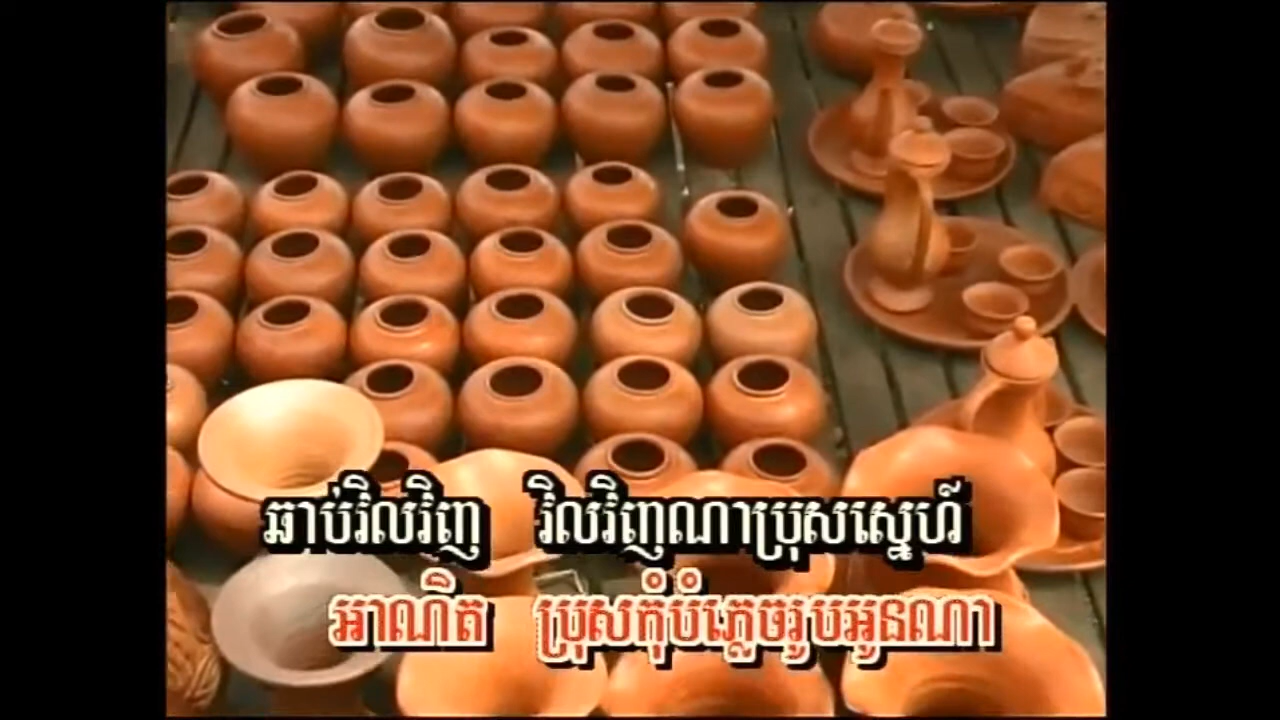 ឆាប់វិលវិញ វិលវិញណាប្រុសស្នេហ៍
អាណិត ប្រុសកុំបំភ្លេចរូបអូនណា